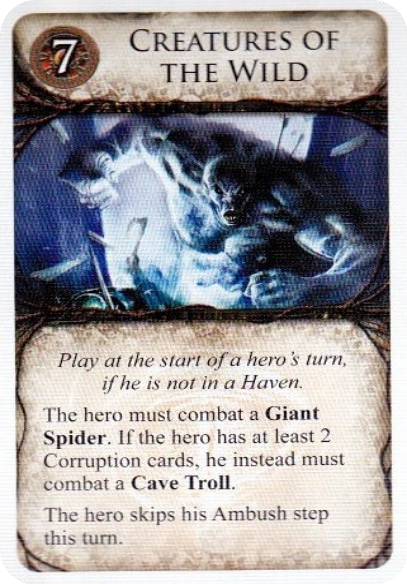 7
CREATURES OF
THE WILD
Play at the start of a hero's turn,
if he is not in a Haven.
The hero must combat a Giant
Spider. If the hero has at least 2
Corruption cards, he instead must
combat a Cave Troll.
The hero skips his Ambush step
this turn.